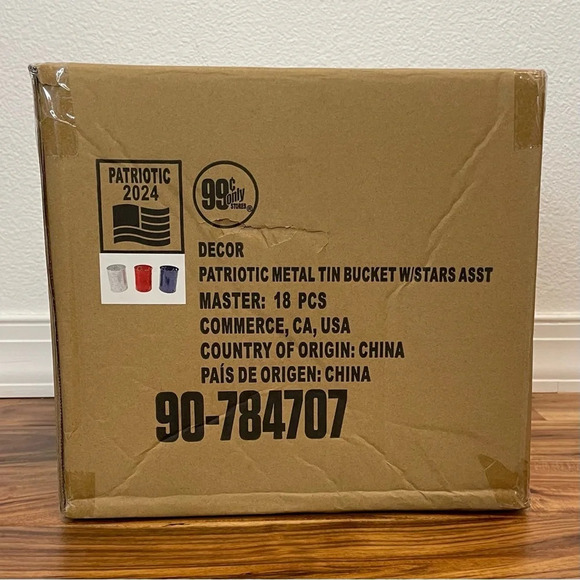 PATRIOTIC
2024
99¢
only
STORES®
DECOR
PATRIOTIC METAL TIN BUCKET W/STARS ASST
MASTER: 18 PCS
COMMERCE, CA, USA
COUNTRY OF ORIGIN: CHINA
PAÍS DE ORIGEN: CHINA
90-784707